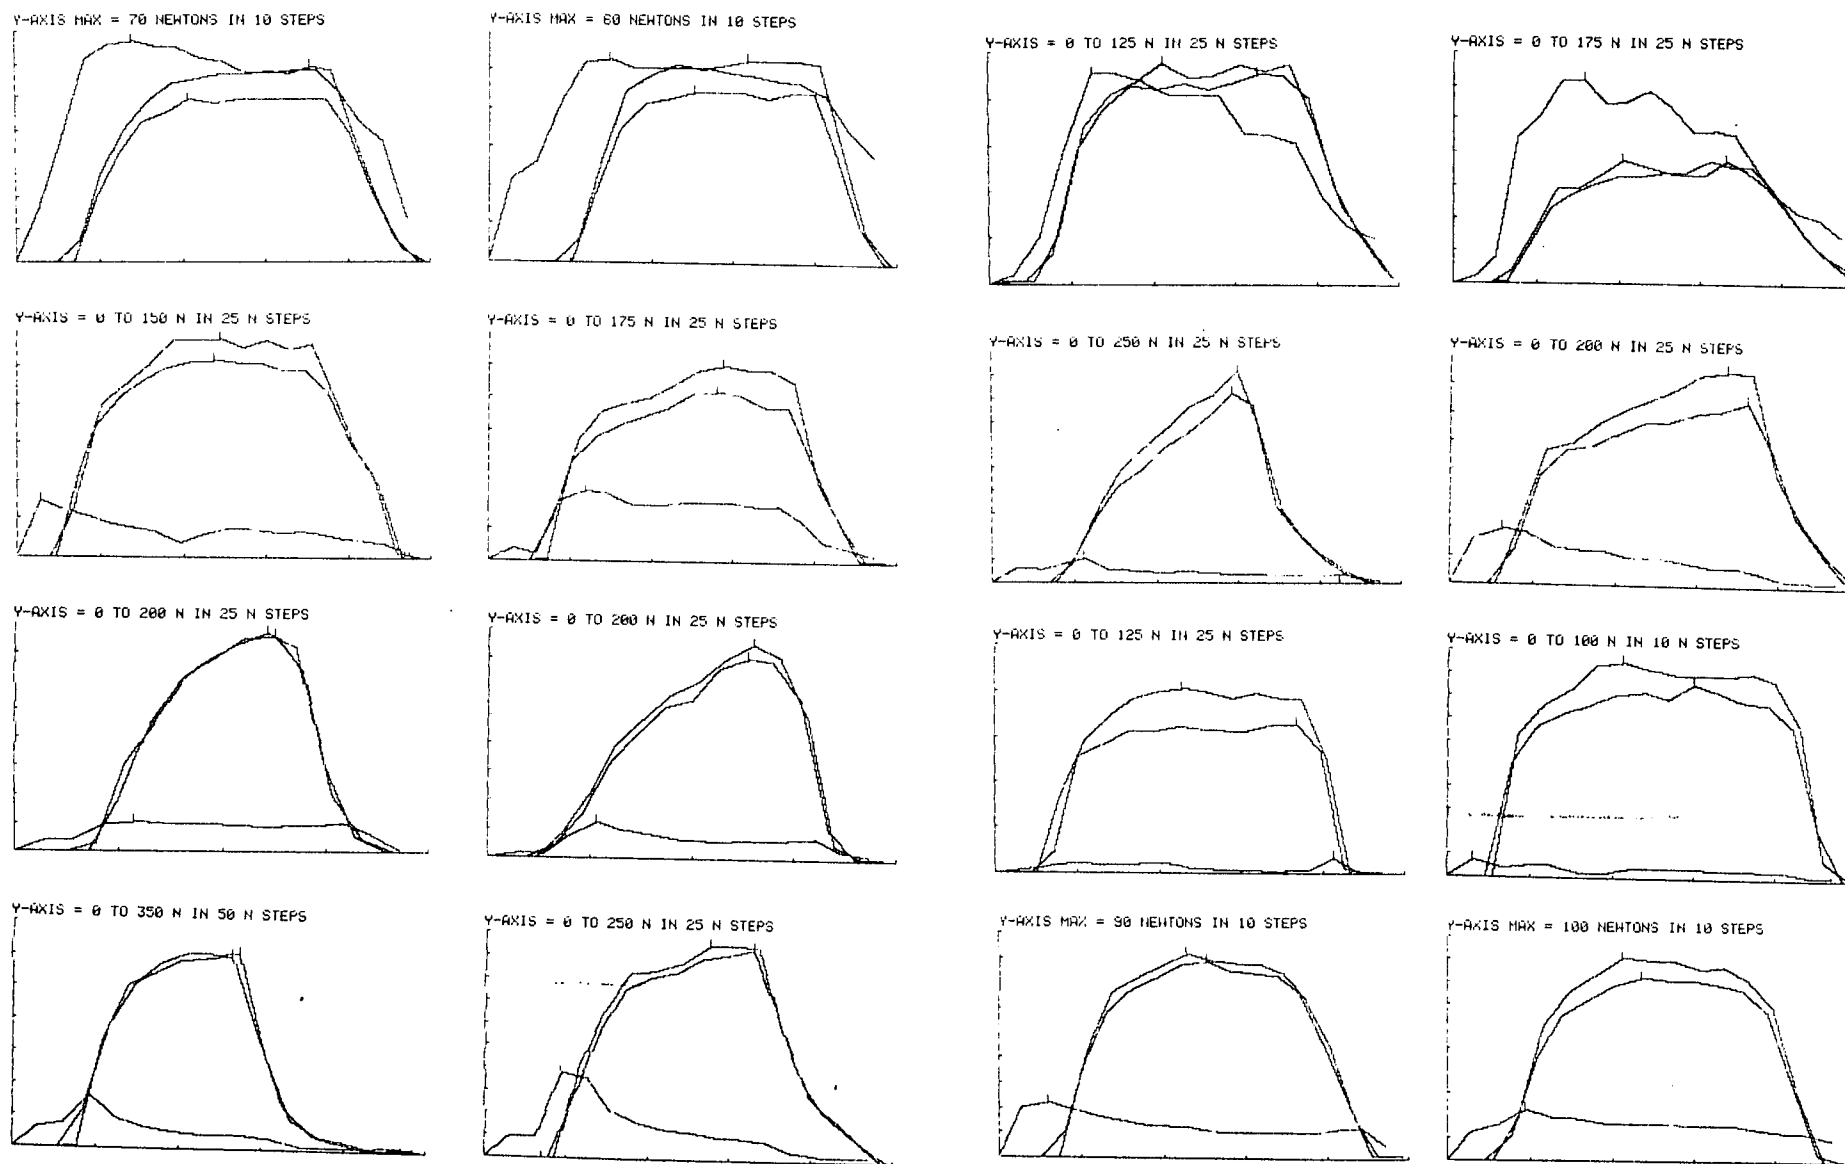 Y-AXIS MAX = 70 NEWTONS IN 10 STEPS
Y-AXIS MAX = 60 NEWTONS IN 10 STEPS
Y-AXIS = 0 TO 125 N IN 25 N STEPS
Y-AXIS = 0 TO 175 N IN 25 N STEPS
Y-AXIS = 0 TO 150 N IN 25 N STEPS
Y-AXIS = 0 TO 175 N IN 25 N STEPS
Y-AXIS = 0 TO 250 N IN 25 N STEPS
Y-AXIS = 0 TO 200 N IN 25 N STEPS
Y-AXIS = 0 TO 200 N IN 25 N STEPS
Y-AXIS = 0 TO 200 N IN 25 N STEPS
Y-AXIS = 0 TO 125 N IN 25 N STEPS
Y-AXIS = 0 TO 100 N IN 10 N STEPS
Y-AXIS = 0 TO 350 N IN 50 N STEPS
Y-AXIS = 0 TO 250 N IN 25 N STEPS
Y-AXIS MAX = 90 NEWTONS IN 10 STEPS
Y-AXIS MAX = 100 NEWTONS IN 10 STEPS